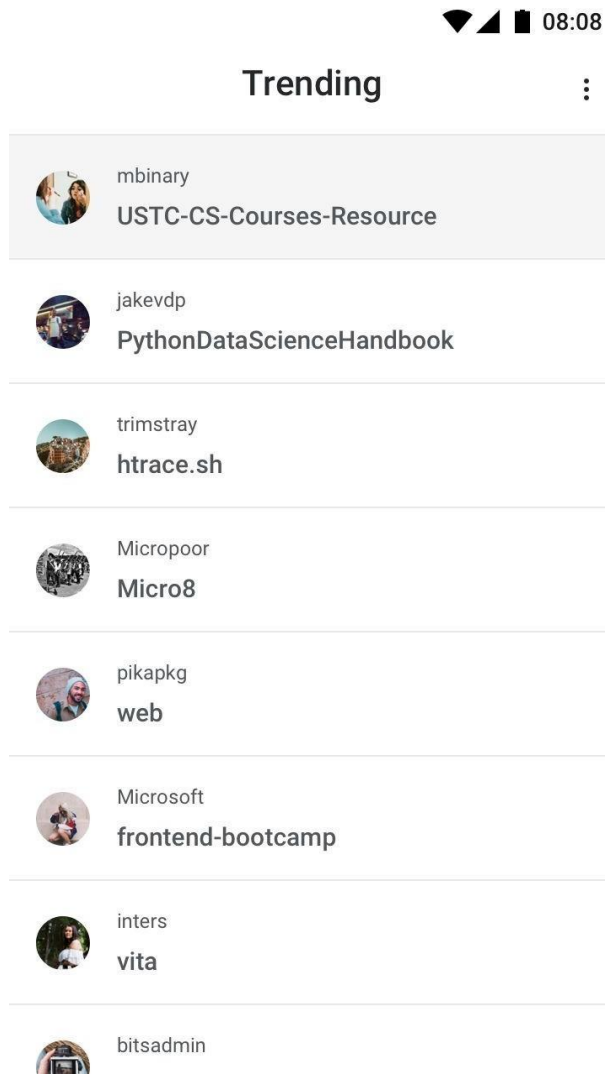 08:08
Trending
mbinary
USTC-CS-Courses-Resource
jakevdp
PythonDataScienceHandbook
trimstray
htrace.sh
Micropoor
Micro8
pikapkg
web
Microsoft
frontend-bootcamp
inters
vita
bitsadmin